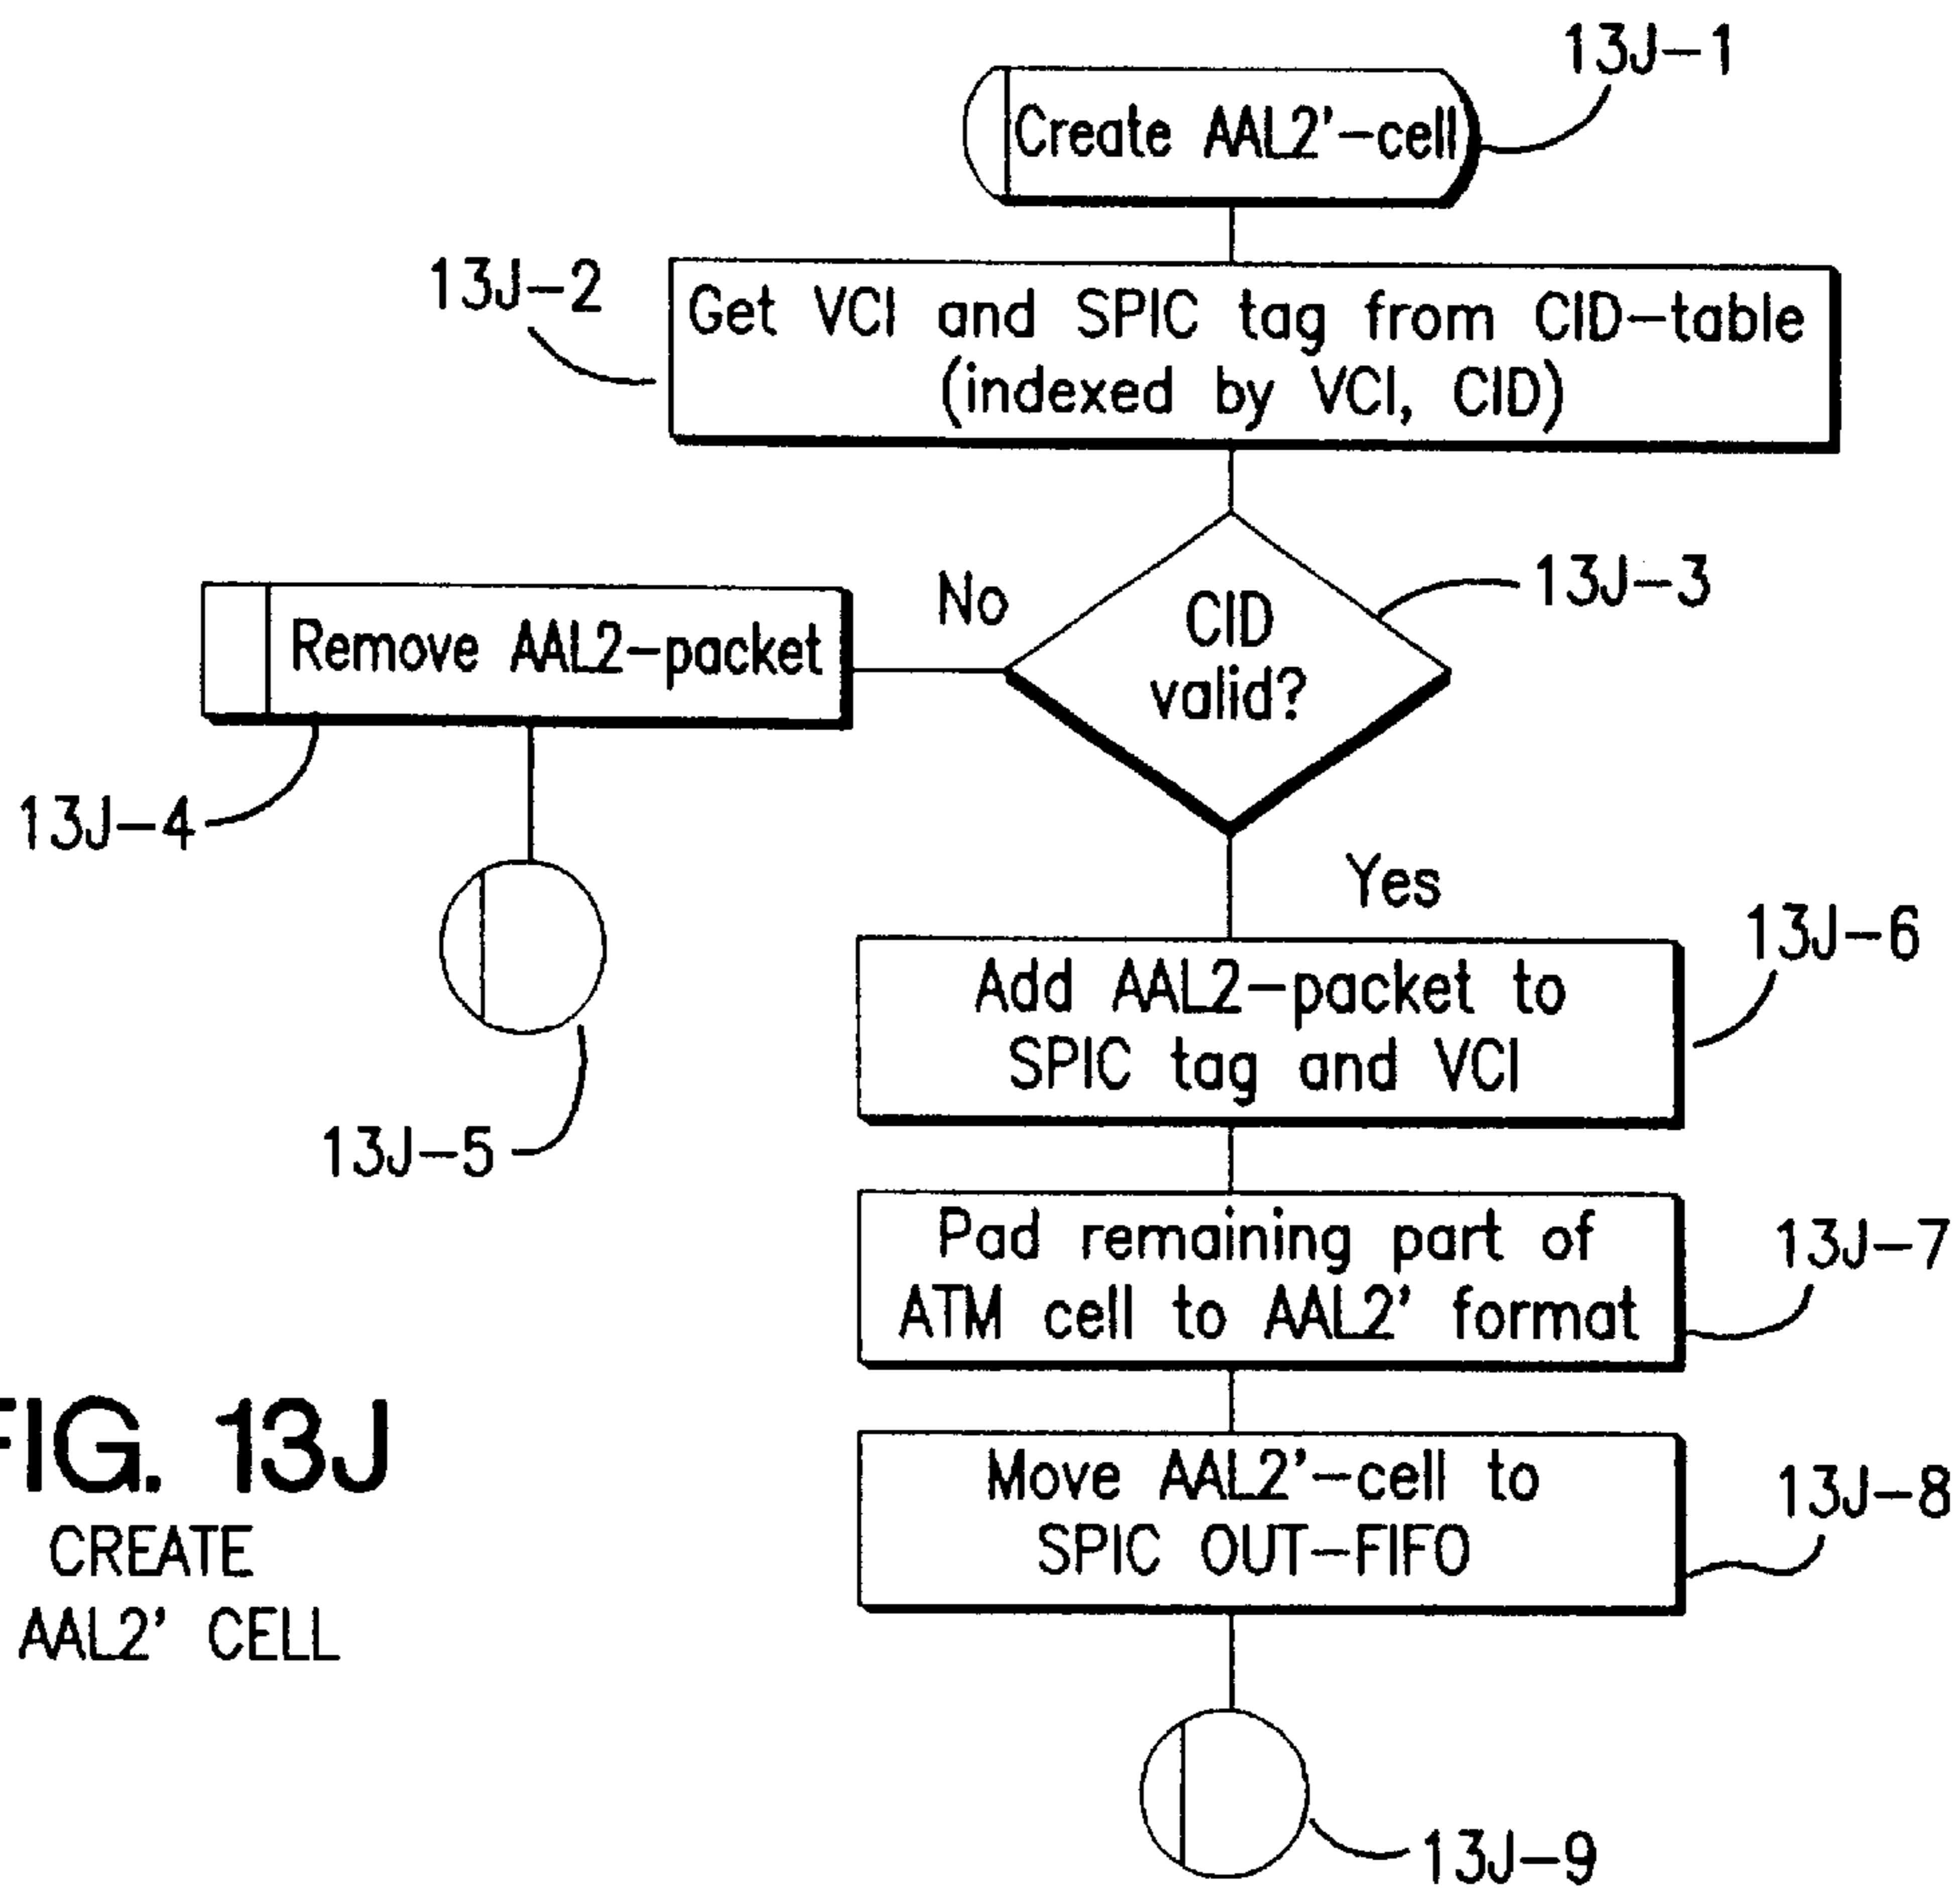 13J-1
Create AAL2'-cell
13J-2
Get VCI and SPIC tag from CID-table
(indexed by VCI, CID)
13J-3
CID
valid?
No
Remove AAL2-packet
13J-4
13J-5
Yes
13J-6
Add AAL2-packet to
SPIC tag and VCI
13J-7
Pad remaining part of
ATM cell to AAL2' format
13J-8
Move AAL2'-cell to
SPIC OUT-FIFO
13J-9
FIG. 13J
CREATE
AAL2' CELL